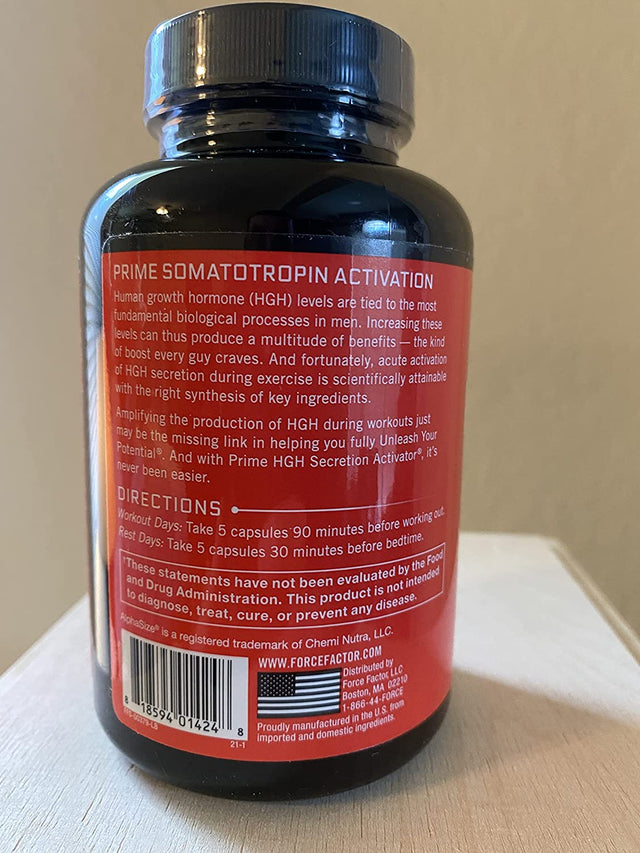 PRIME SOMATOTROPIN ACTIVATION
Human growth hormone (HGH) levels are tied to the most
fundamental biological processes in men. Increasing these
levels can thus produce a multitude of benefits — the kind
of boost every guy craves. And fortunately, acute activation
of HGH secretion during exercise is scientifically attainable
with the right synthesis of key ingredients.
Amplifying the production of HGH during workouts just
may be the missing link in helping you fully Unleash Your
Potential®. And with Prime HGH Secretion Activator®, it's
never been easier.
DIRECTIONS
Workout Days: Take 5 capsules 90 minutes before working out.
Rest Days: Take 5 capsules 30 minutes before bedtime.
†These statements have not been evaluated by the Food
and Drug Administration. This product is not intended
to diagnose, treat, cure, or prevent any disease.
AlphaSize® is a registered trademark of Chemi Nutra, LLC.
WWW.FORCEFACTOR.COM
Distributed by
Force Factor, LLC
Boston, MA 02210
1-866-44-FORCE
Proudly manufactured in the U.S. from
imported and domestic ingredients.
8 18594 01424 8
21-1